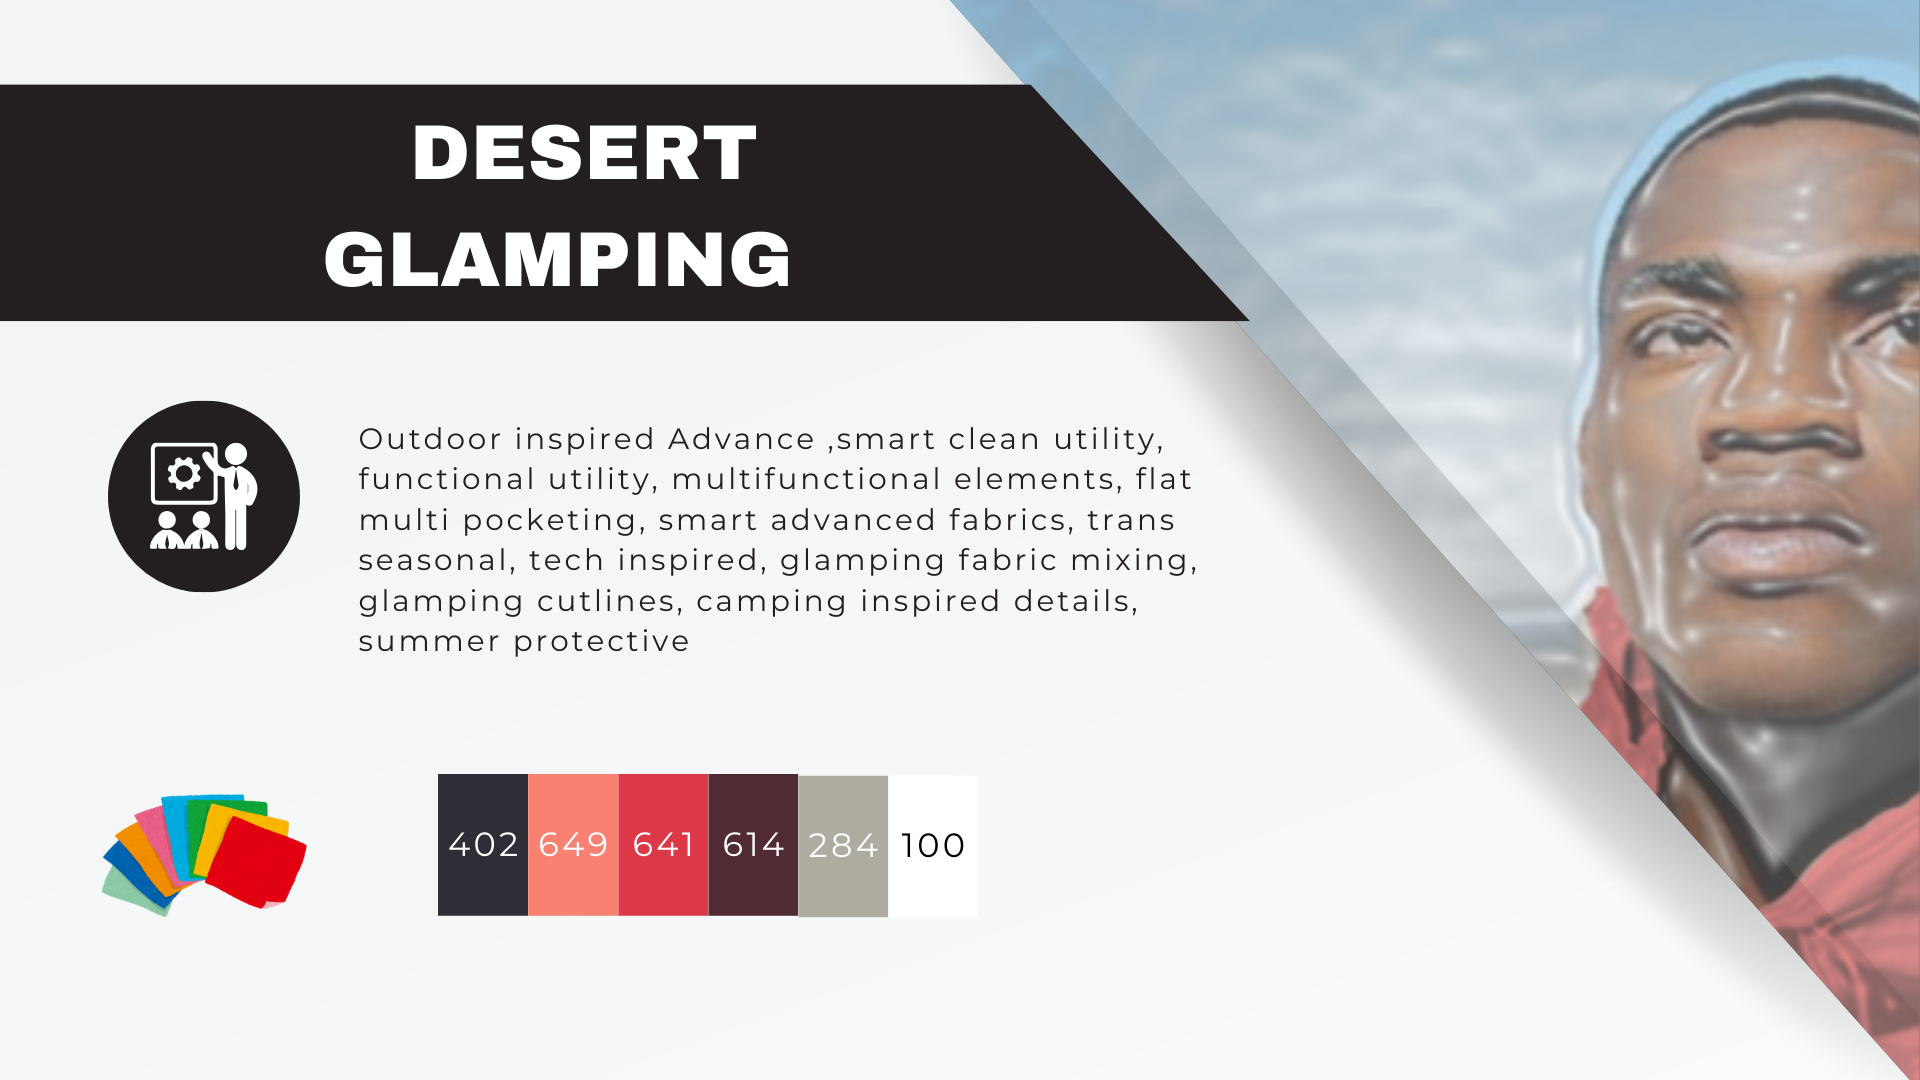 DESERT
GLAMPING
Outdoor inspired Advance ,smart clean utility,
functional utility, multifunctional elements, flat
multi pocketing, smart advanced fabrics, trans
seasonal, tech inspired, glamping fabric mixing,
glamping cutlines, camping inspired details,
summer protective
402 649 641 614 284 100